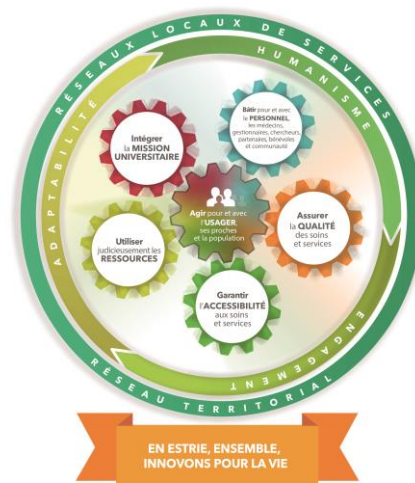 RÉSEAUX LOCAUX DE SERVICES
HUMANISME
ADAPTABILITÉ
Intégrer
la MISSION
UNIVERSITAIRE
Bâtir pour et avec
le PERSONNEL,
les médecins,
gestionnaires, chercheurs,
partenaires, bénévoles
et communauté
Agir pour et avec
l'USAGER,
ses proches
et la population
Assurer
la QUALITÉ
des soins
et services
Utiliser
judicieusement les
RESSOURCES
Garantir
l'ACCESSIBILITÉ
aux soins
et services
ENGAGEMENT
RÉSEAU TERRITORIAL
EN ESTRIE, ENSEMBLE,
INNOVONS POUR LA VIE